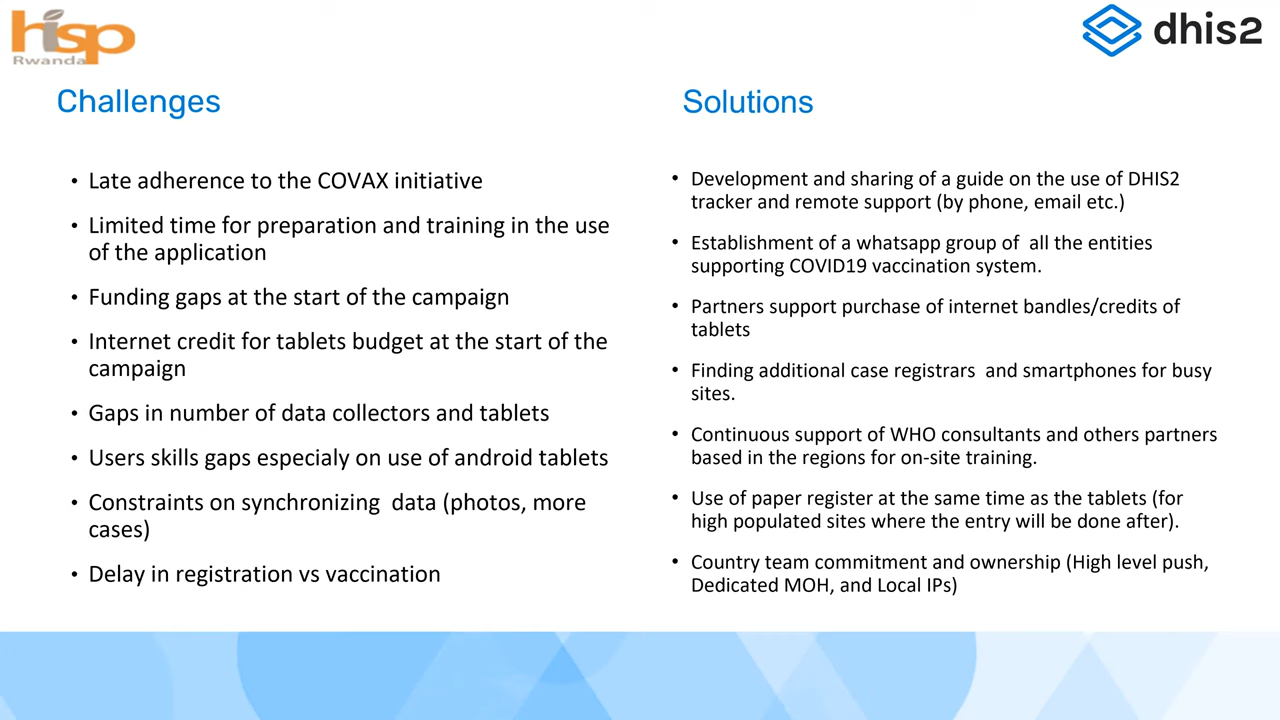 hisp
Rwanda
dhis2
Challenges
• Late adherence to the COVAX initiative
• Limited time for preparation and training in the use
of the application
• Funding gaps at the start of the campaign
• Internet credit for tablets budget at the start of the
campaign
• Gaps in number of data collectors and tablets
• Users skills gaps especialy on use of android tablets
• Constraints on synchronizing  data (photos, more
cases)
• Delay in registration vs vaccination
Solutions
• Development and sharing of a guide on the use of DHIS2
tracker and remote support (by phone, email etc.)
• Establishment of a whatsapp group of  all the entities
supporting COVID19 vaccination system.
• Partners support purchase of internet bandles/credits of
tablets
• Finding additional case registrars  and smartphones for busy
sites.
• Continuous support of WHO consultants and others partners
based in the regions for on-site training.
• Use of paper register at the same time as the tablets (for
high populated sites where the entry will be done after).
• Country team commitment and ownership (High level push,
Dedicated MOH, and Local IPs)